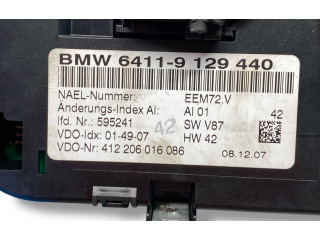 BMW 6411-9 129 440
NAEL-Nummer: EEM72.V
Änderungs-Index AI: AI 01 42
lfd. Nr.: 595241 SW V87
VDO-Idx: 01-49-07 42 HW 42
VDO-Nr: 412 206 016 086 08.12.07